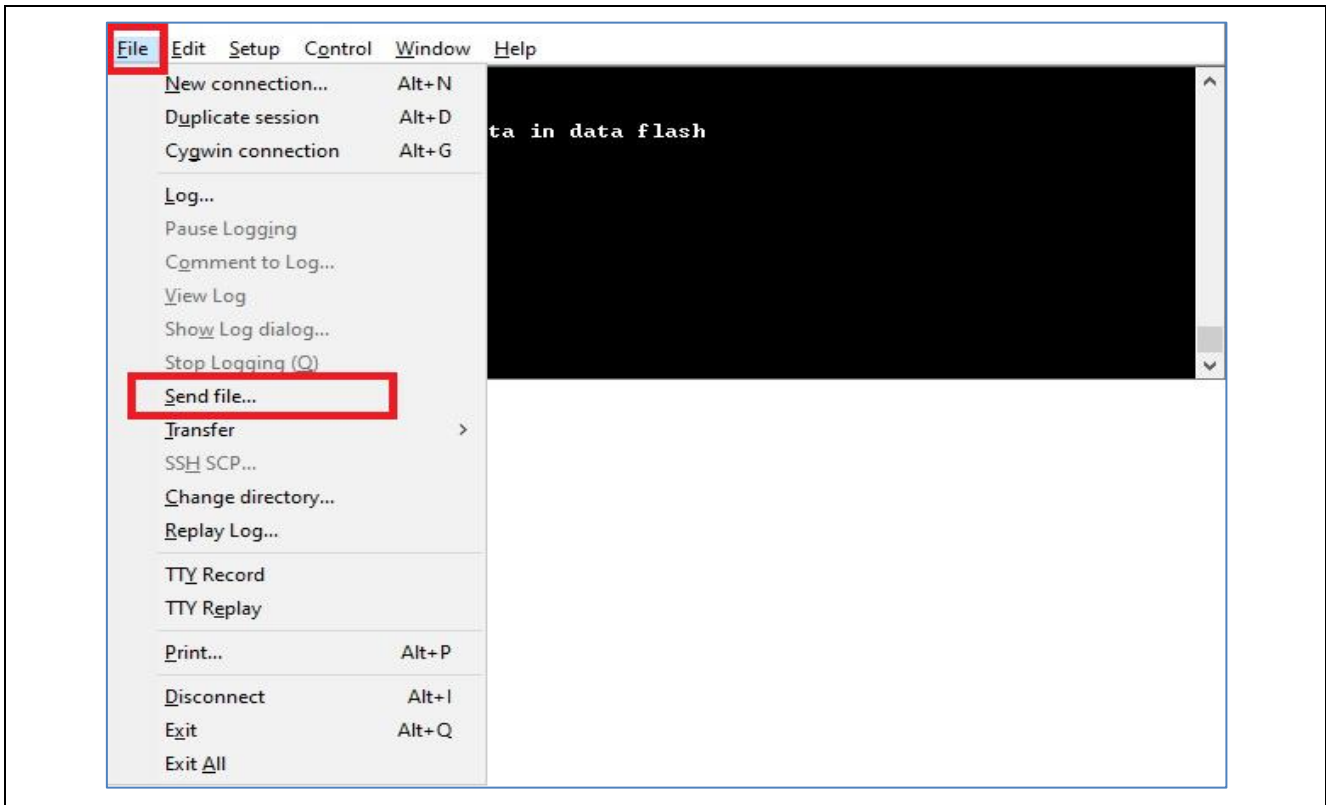 File Edit Setup Control Window Help
New connection... Alt+N
Duplicate session Alt+D
ta in data flash
Cygwin connection Alt+G
Log...
Pause Logging
Comment to Log...
View Log
Show Log dialog...
Stop Logging (Q)
Send file...
Transfer >
SSH SCP...
Change directory...
Replay Log...
TTY Record
TTY Replay
Print... Alt+P
Disconnect Alt+I
Exit Alt+Q
Exit All